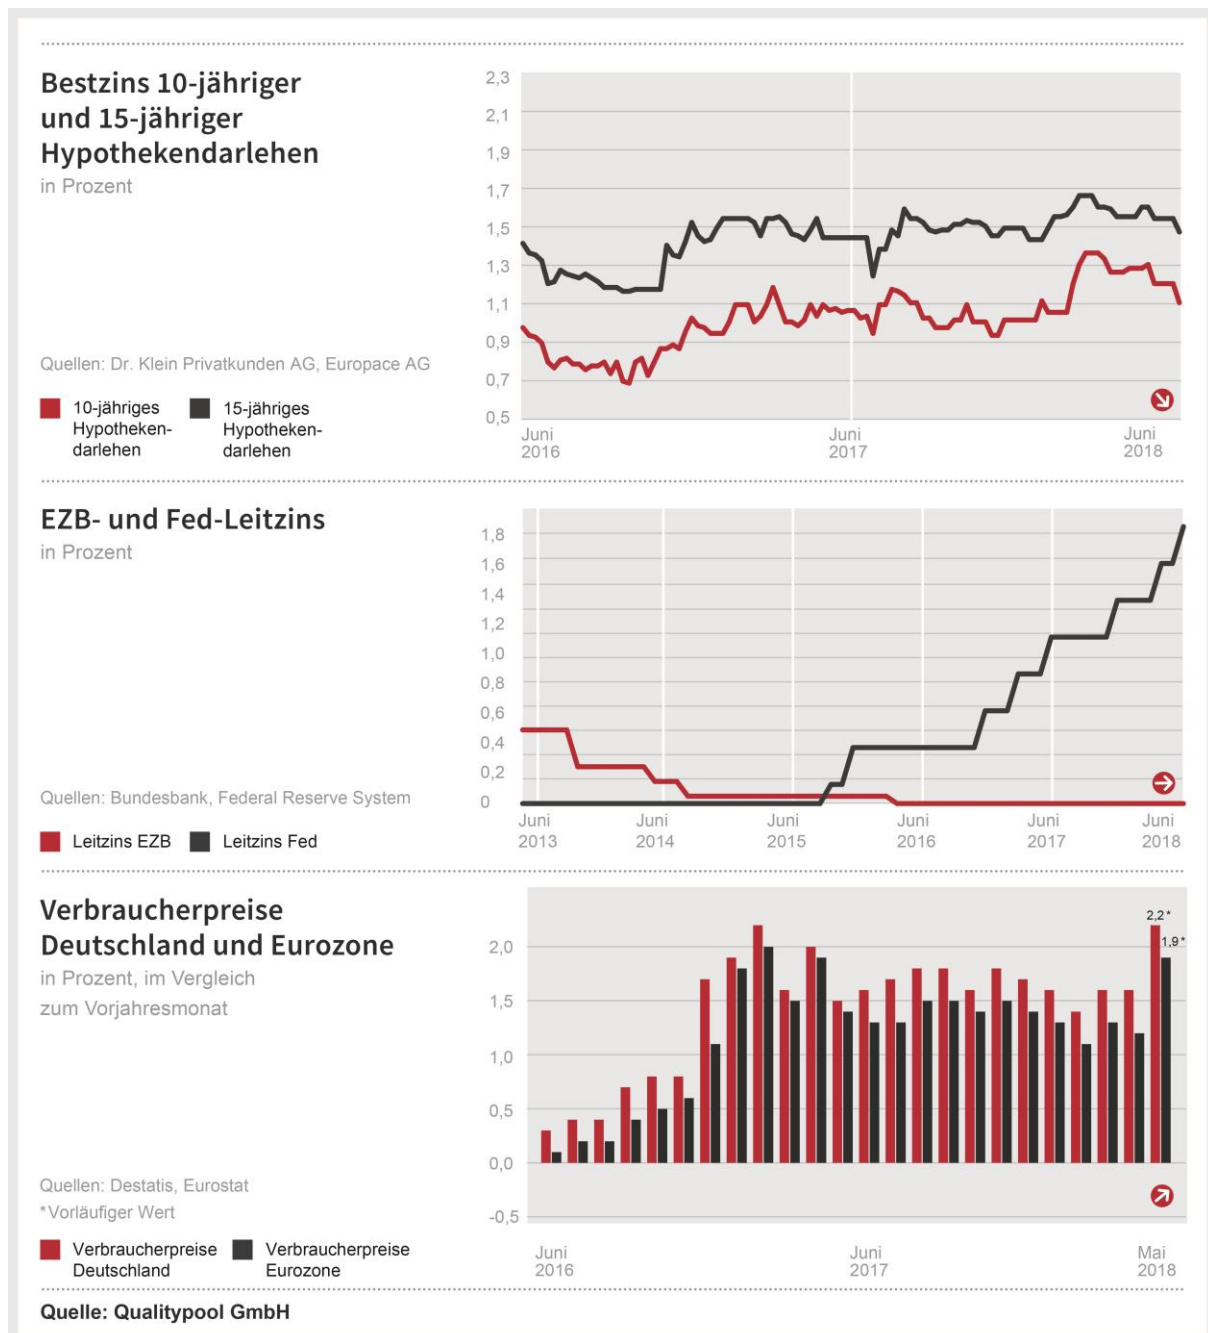 Bestzins 10-jähriger
und 15-jähriger
Hypothekendarlehen
in Prozent
Quellen: Dr. Klein Privatkunden AG, Europace AG
10-jähriges
Hypotheken-
darlehen
15-jähriges
Hypotheken-
darlehen
2,3
2,1
1,9
1,7
1,5
1,3
1,1
0,9
0,7
0,5
Juni
2016
Juni
2017
Juni
2018
EZB- und Fed-Leitzins
in Prozent
Quellen: Bundesbank, Federal Reserve System
Leitzins EZB
Leitzins Fed
1,8
1,6
1,4
1,2
1,0
0,8
0,6
0,4
0,2
0
Juni
2013
Juni
2014
Juni
2015
Juni
2016
Juni
2017
Juni
2018
Verbraucherpreise
Deutschland und Eurozone
in Prozent, im Vergleich
zum Vorjahresmonat
Quellen: Destatis, Eurostat
*Vorläufiger Wert
Verbraucherpreise
Deutschland
Verbraucherpreise
Eurozone
2,2*
1,9*
2,0
1,5
1,0
0,5
0,0
-0,5
Juni
2016
Juni
2017
Mai
2018
Quelle: Qualitypool GmbH